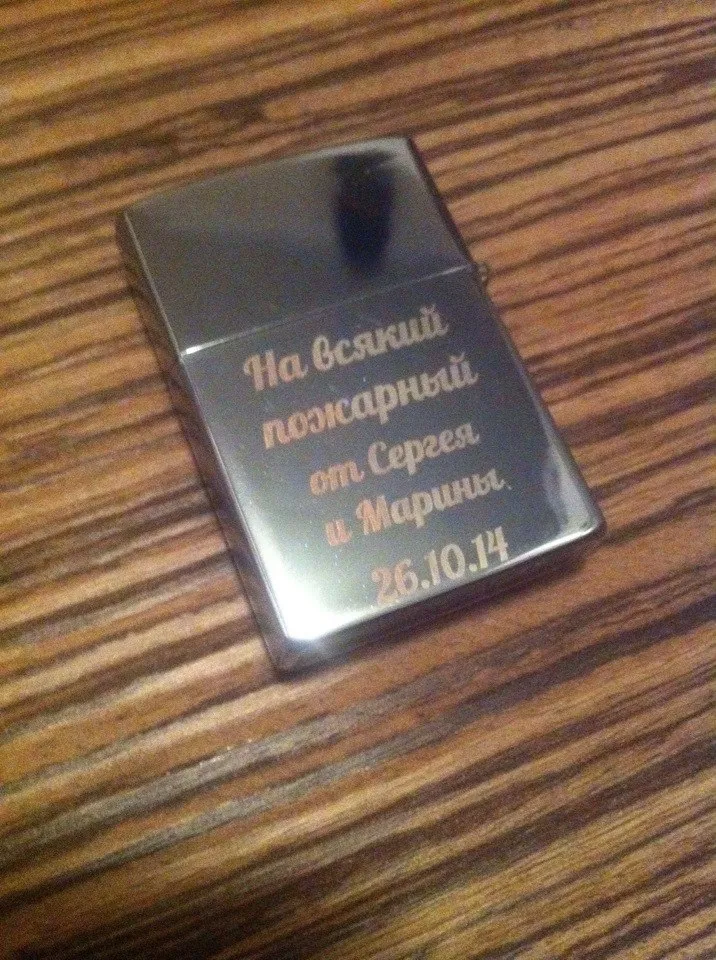 На всякий
пожарный
от Сергея
и Марины
26.10.14